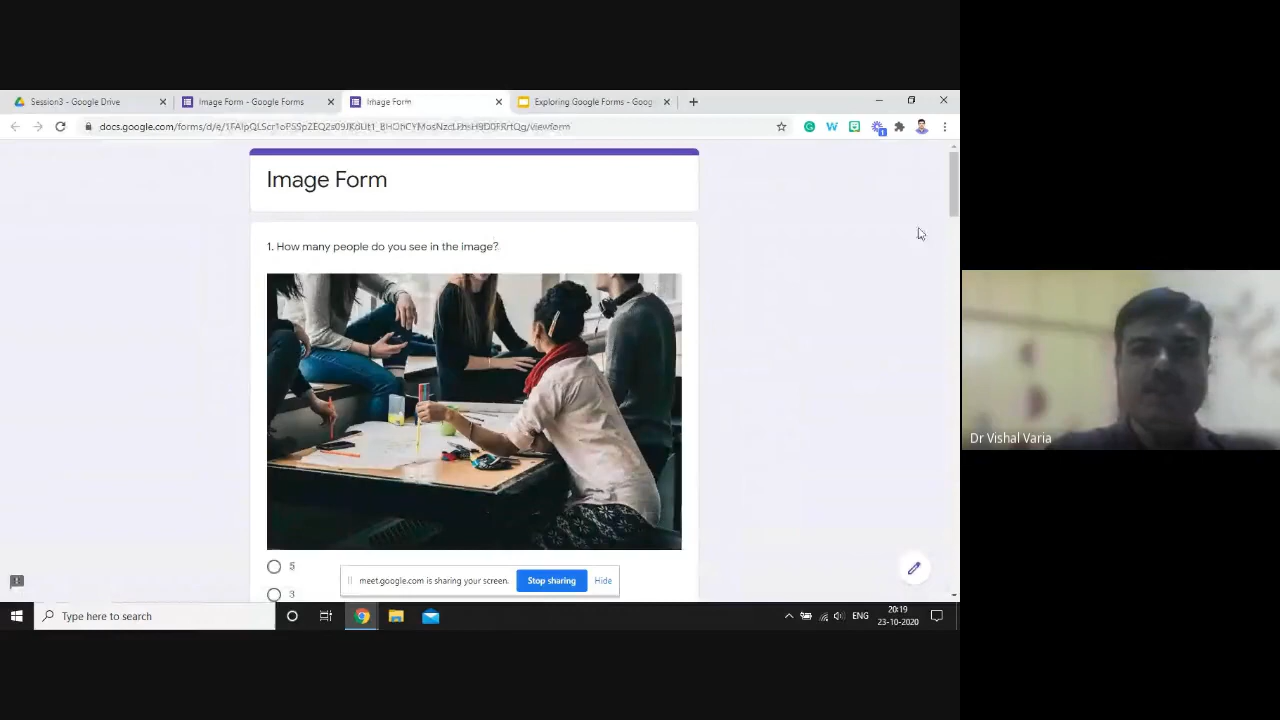 Session3 - Google Drive
Image Form - Google Forms
Image Form
Exploring Google Forms - Goog
Image Form
1. How many people do you see in the image?
5
3
meet.google.com is sharing your screen.
Stop sharing
Hide
Dr Vishal Varia
Type here to search
ENG
20:19
23-10-2020